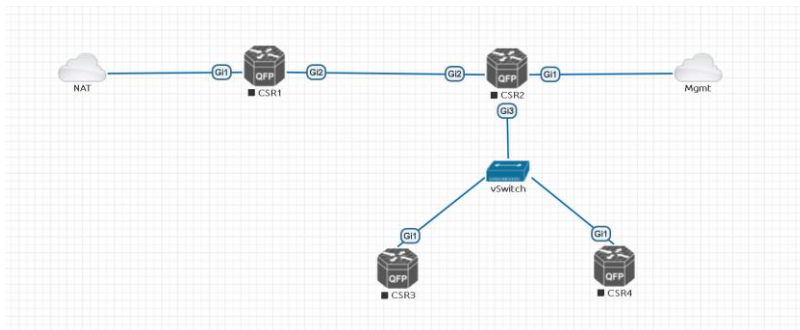 Gi1
QFP
Gi2
Gi2
QFP
Gi1
NAT
CSR1
CSR2
Mgmt
Gi3
vSwitch
Gi1
Gi1
QFP
QFP
CSR3
CSR4